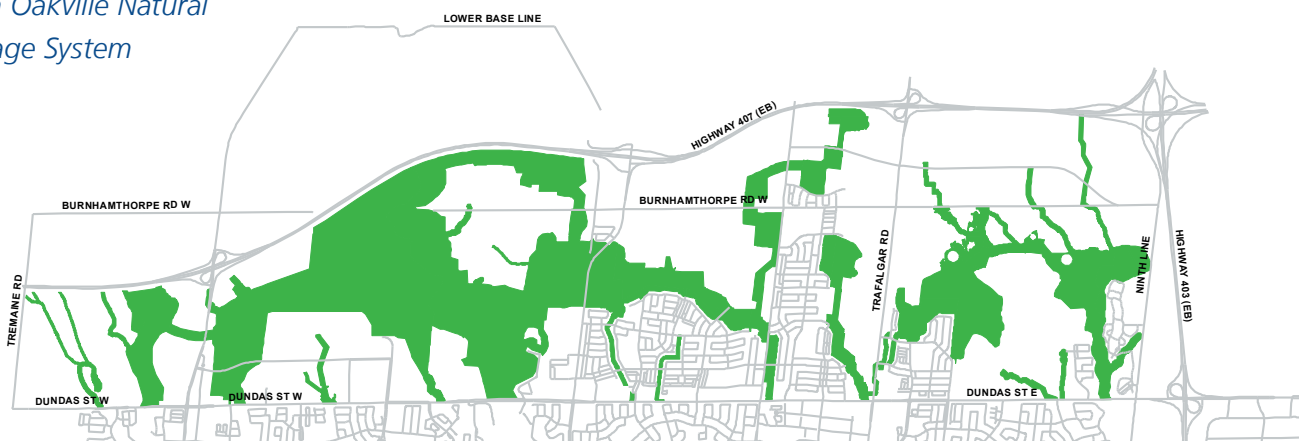 Oakville Natural
System
LOWER BASE LINE
HIGHWAY 407 (EB)
BURNHAMTHORPE RD W
BURNHAMTHORPE RD W
TREMAINE RD
TRAFALGAR RD
NINTH LINE
HIGHWAY 403 (EB)
DUNDAS ST W
DUNDAS ST W
DUNDAS ST E